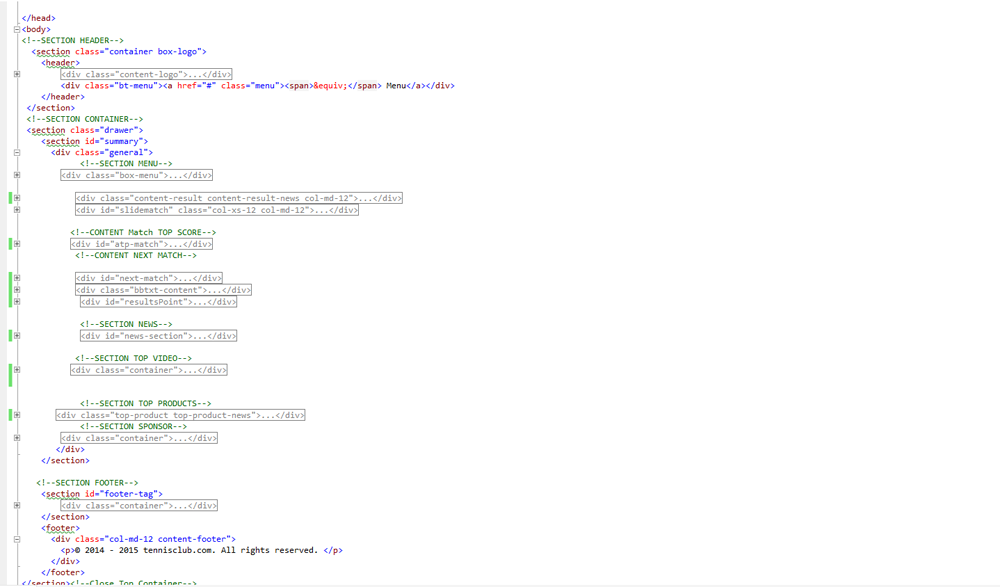 </head>
<body>
<!--SECTION HEADER-->
<section class="container box-logo">
<header>
<div class="content-logo">...</div>
<div class="bt-menu"><a href="#" class="menu"><span>&equiv;</span> Menu</a></div>
</header>
</section>
<!--SECTION CONTAINER-->
<section class="drawer">
<section id="summary">
<div class="general">
<!--SECTION MENU-->
<div class="box-menu">...</div>
<div class="content-result content-result-news col-md-12">...</div>
<div id="slidematch" class="col-xs-12 col-md-12">...</div>
<!--CONTENT Match TOP SCORE-->
<div id="atp-match">...</div>
<!--CONTENT NEXT MATCH-->
<div id="next-match">...</div>
<div class="bbtxt-content">...</div>
<div id="resultsPoint">...</div>
<!--SECTION NEWS-->
<div id="news-section">...</div>
<!--SECTION TOP VIDEO-->
<div class="container">...</div>
<!--SECTION TOP PRODUCTS-->
<div class="top-product top-product-news">...</div>
<!--SECTION SPONSOR-->
<div class="container">...</div>
</div>
</section>
<!--SECTION FOOTER-->
<section id="footer-tag">
<div class="container">...</div>
</section>
<footer>
<div class="col-md-12 content-footer">
<p>© 2014 - 2015 tennisclub.com. All rights reserved. </p>
</div>
</footer>
</section><!--Close Top Container-->